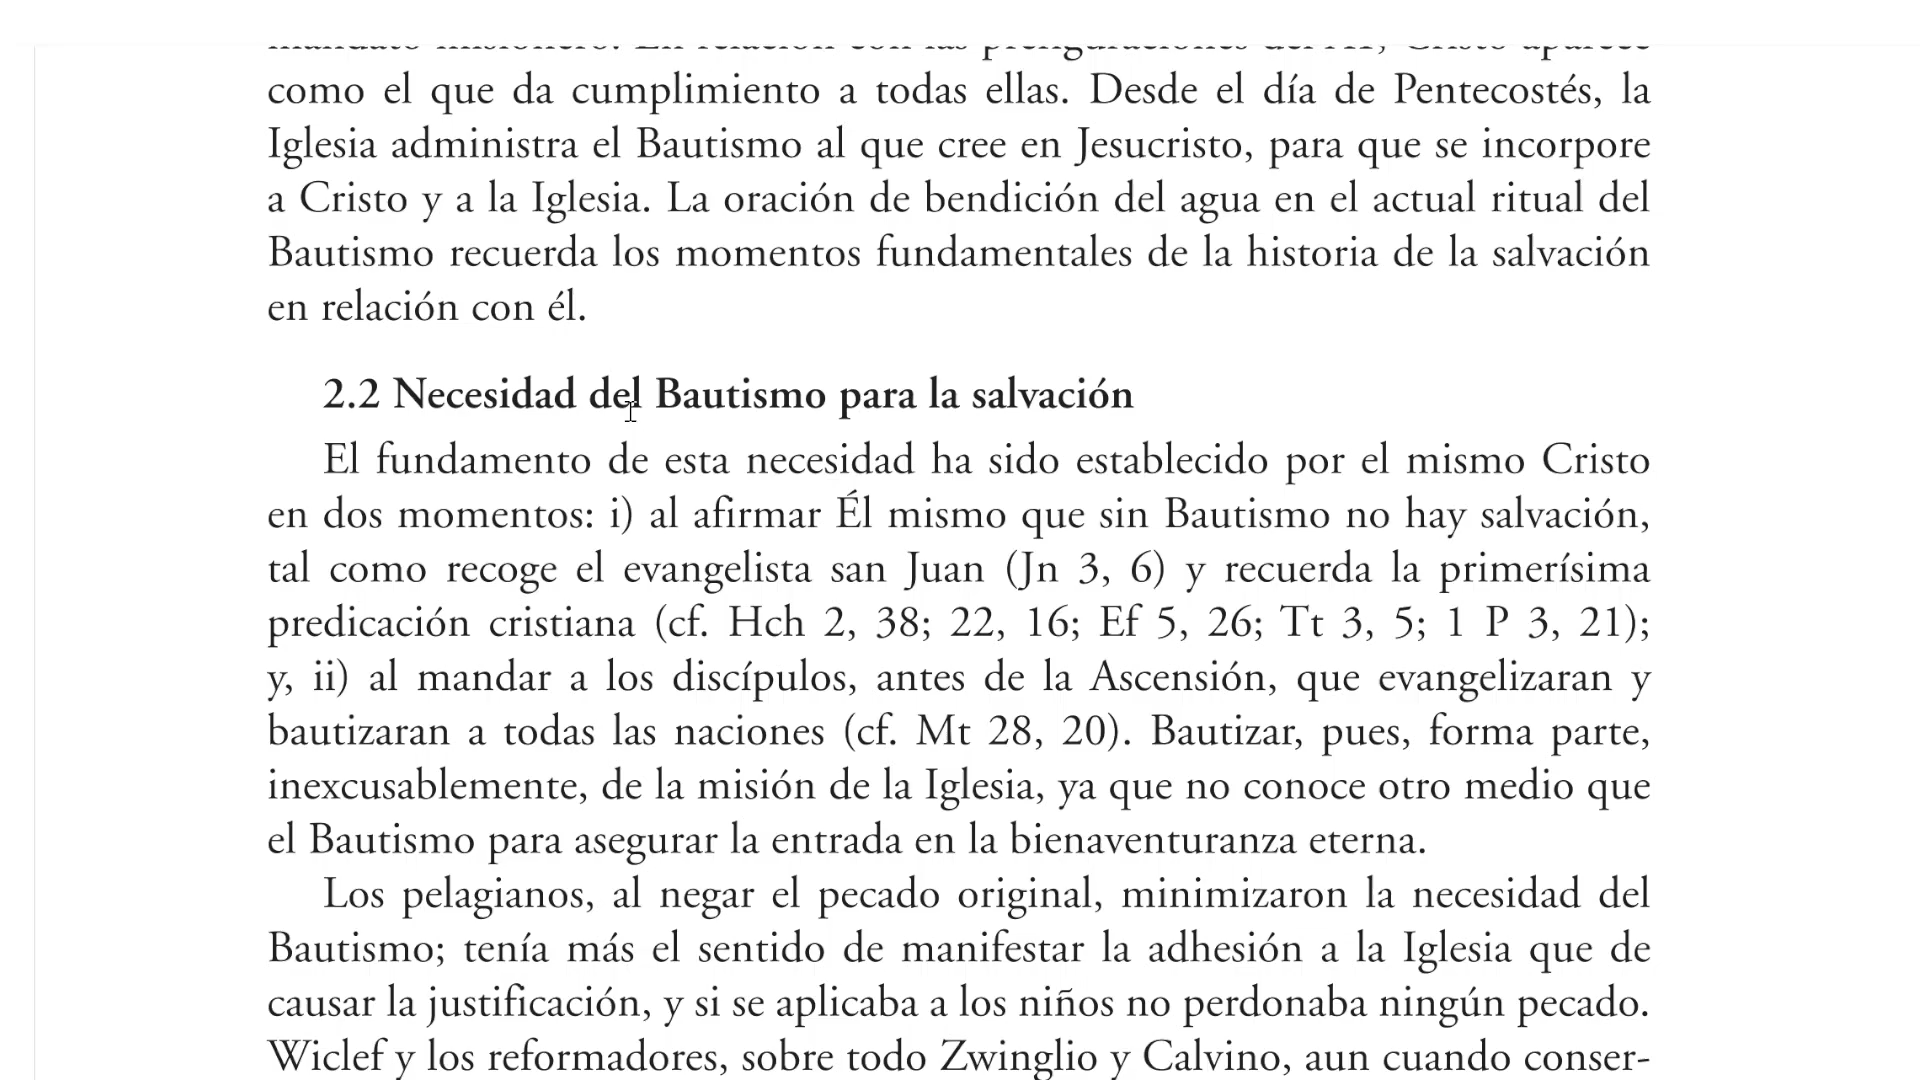 mandato misionero. En relación con las prefiguraciones del AT, Cristo aparece
como el que da cumplimiento a todas ellas. Desde el día de Pentecostés, la
Iglesia administra el Bautismo al que cree en Jesucristo, para que se incorpore
a Cristo y a la Iglesia. La oración de bendición del agua en el actual ritual del
Bautismo recuerda los momentos fundamentales de la historia de la salvación
en relación con él.
2.2 Necesidad del Bautismo para la salvación
El fundamento de esta necesidad ha sido establecido por el mismo Cristo
en dos momentos: i) al afirmar Él mismo que sin Bautismo no hay salvación,
tal como recoge el evangelista san Juan (Jn 3, 6) y recuerda la primerísima
predicación cristiana (cf. Hch 2, 38; 22, 16; Ef 5, 26; Tt 3, 5; 1 P 3, 21);
y, ii) al mandar a los discípulos, antes de la Ascensión, que evangelizaran y
bautizaran a todas las naciones (cf. Mt 28, 20). Bautizar, pues, forma parte,
inexcusablemente, de la misión de la Iglesia, ya que no conoce otro medio que
el Bautismo para asegurar la entrada en la bienaventuranza eterna.
Los pelagianos, al negar el pecado original, minimizaron la necesidad del
Bautismo; tenía más el sentido de manifestar la adhesión a la Iglesia que de
causar la justificación, y si se aplicaba a los niños no perdonaba ningún pecado.
Wiclef y los reformadores, sobre todo Zwinglio y Calvino, aun cuando conser-